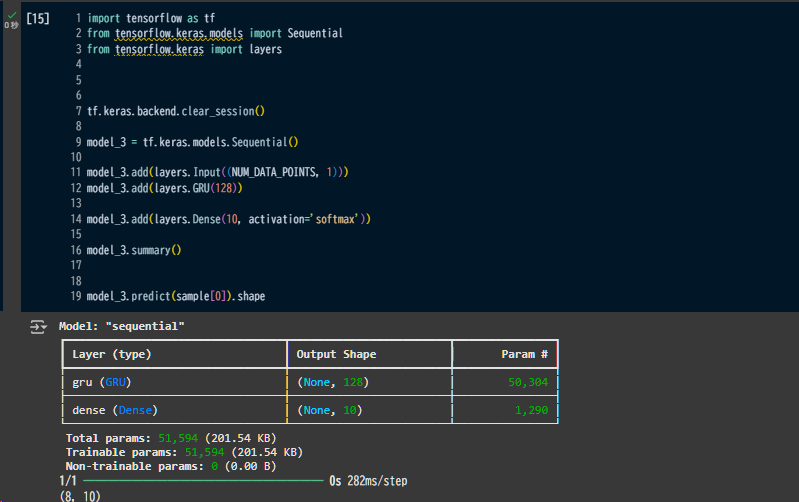 [15]
0秒
1 import tensorflow as tf
2 from tensorflow.keras.models import Sequential
3 from tensorflow.keras import layers
4
5
6
7 tf.keras.backend.clear_session()
8
9 model_3 = tf.keras.models.Sequential()
10
11 model_3.add(layers.Input((NUM_DATA_POINTS, 1)))
12 model_3.add(layers.GRU(128))
13
14 model_3.add(layers.Dense(10, activation='softmax'))
15
16 model_3.summary()
17
18
19 model_3.predict(sample[0]).shape
Model: "sequential"
Layer (type) Output Shape Param #
gru (GRU) (None, 128) 50,304
dense (Dense) (None, 10) 1,290
Total params: 51,594 (201.54 KB)
Trainable params: 51,594 (201.54 KB)
Non-trainable params: 0 (0.00 B)
1/1 0s 282ms/step
(8, 10)